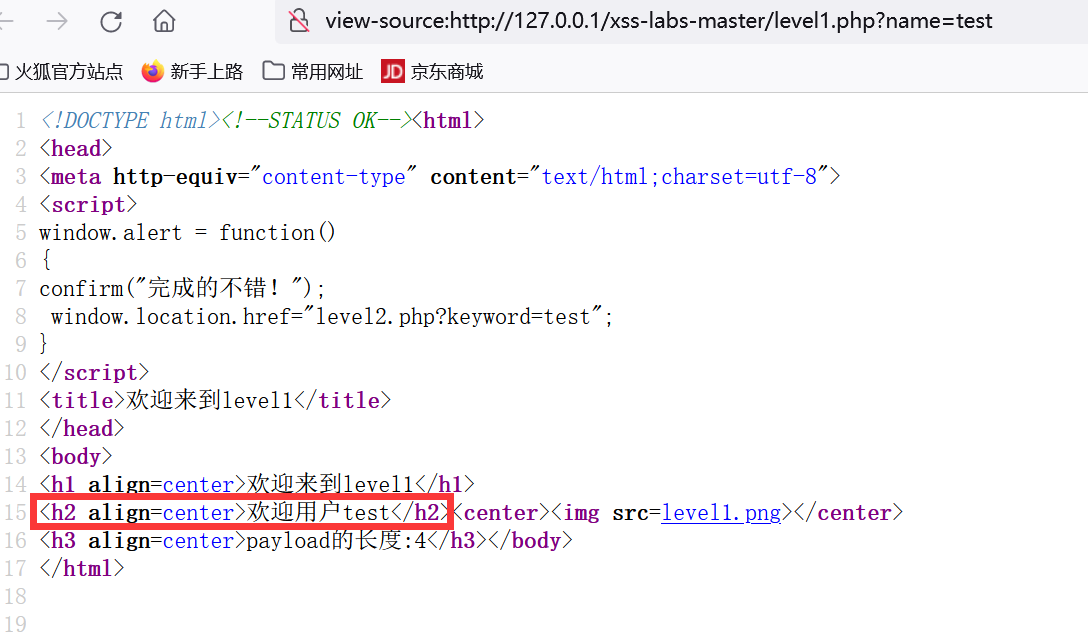 view-source:http://127.0.0.1/xss-labs-master/level1.php?name=test
火狐官方站点 新手上路 常用网址 JD 京东商城
1 <!DOCTYPE html><!--STATUS OK--><html>
2 <head>
3 <meta http-equiv="content-type" content="text/html;charset=utf-8">
4 <script>
5 window.alert = function()
6 {
7 confirm("完成的不错！");
8  window.location.href="level2.php?keyword=test";
9 }
10 </script>
11 <title>欢迎来到level1</title>
12 </head>
13 <body>
14 <h1 align=center>欢迎来到level1</h1>
15 <h2 align=center>欢迎用户test</h2><center><img src=level1.png></center>
16 <h3 align=center>payload的长度:4</h3></body>
17 </html>
18
19